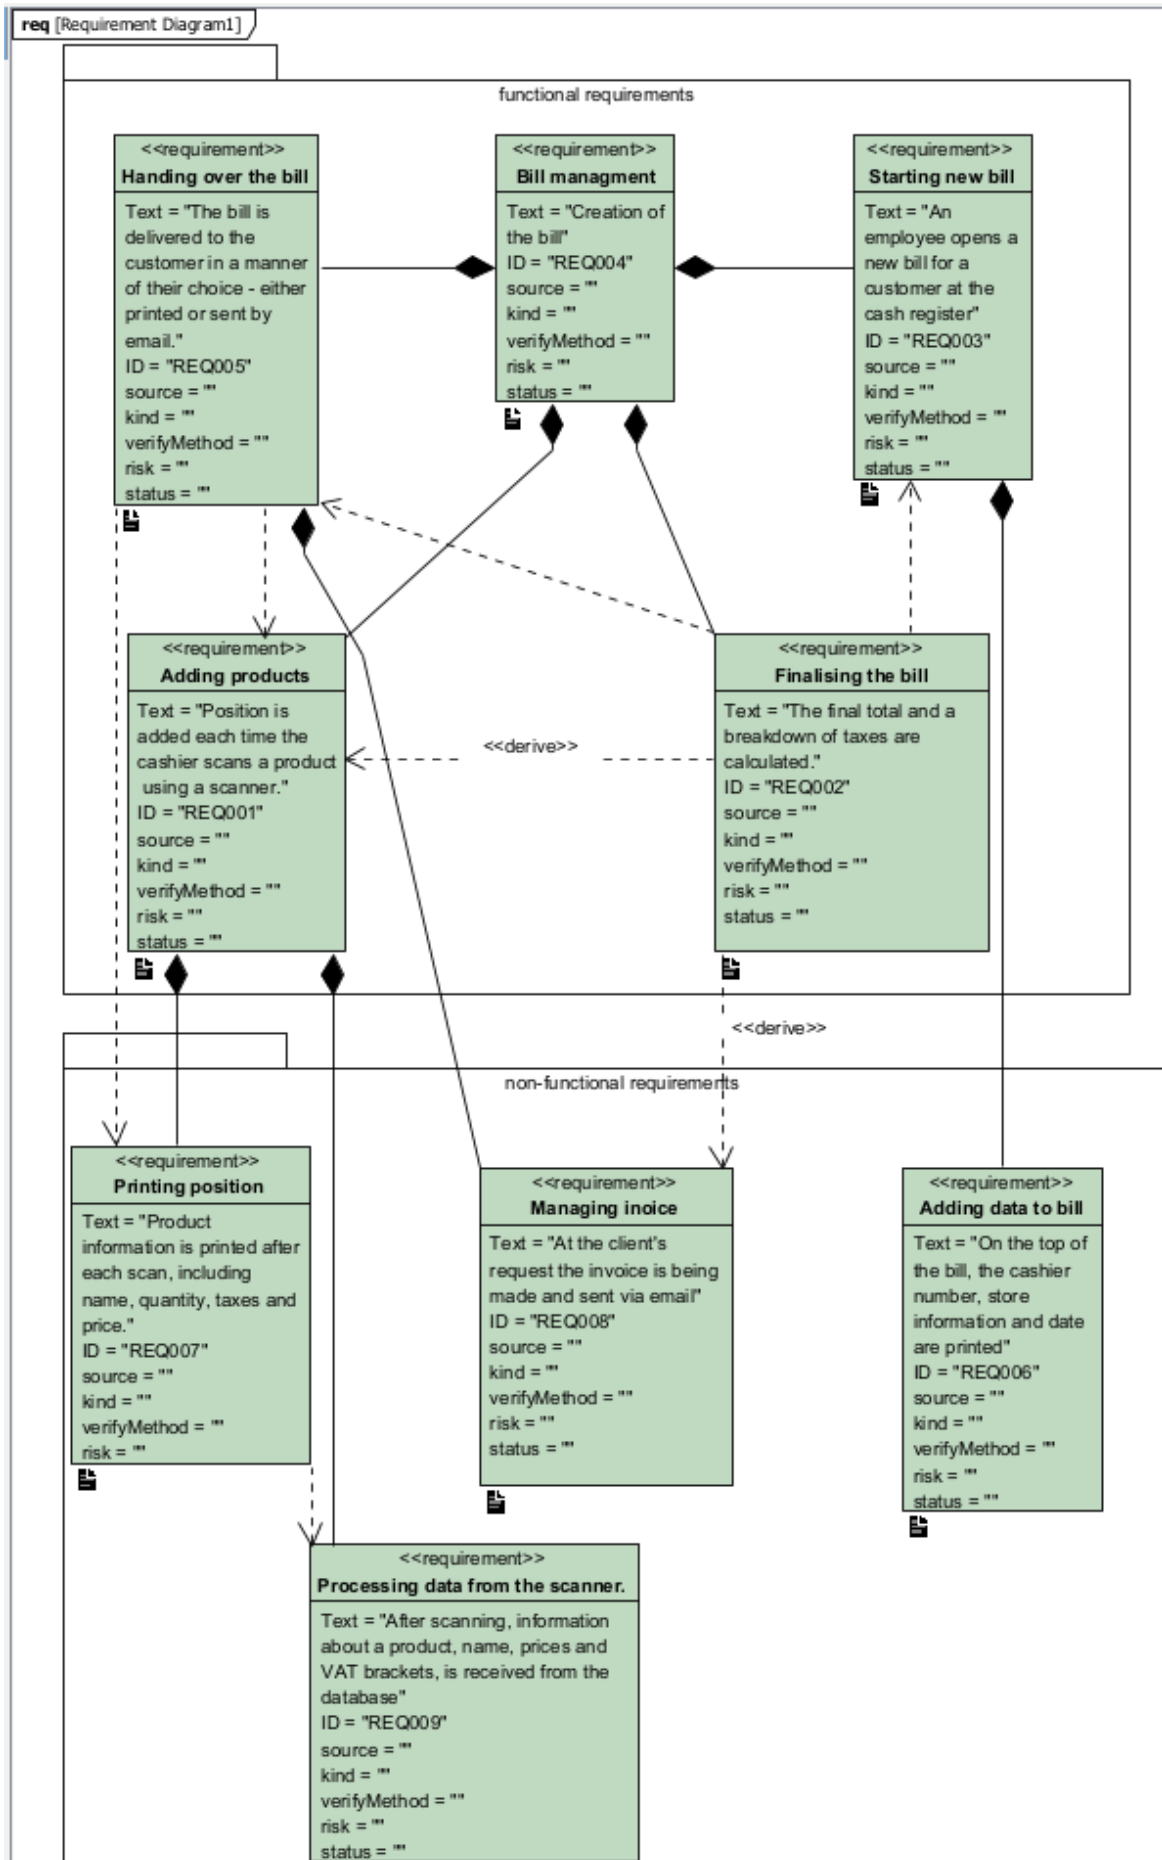 req [Requirement Diagram1]
functional requirements
<<requirement>>
Handing over the bill
Text = "The bill is
delivered to the
customer in a manner
of their choice - either
printed or sent by
email."
ID = "REQ005"
source = ""
kind = ""
verifyMethod = ""
risk = ""
status = ""
<<requirement>>
Bill managment
Text = "Creation of
the bill"
ID = "REQ004"
source = ""
kind = ""
verifyMethod = ""
risk = ""
status = ""
<<requirement>>
Starting new bill
Text = "An
employee opens a
new bill for a
customer at the
cash register"
ID = "REQ003"
source = ""
kind = ""
verifyMethod = ""
risk = ""
status = ""
<<requirement>>
Adding products
Text = "Position is
added each time the
cashier scans a product
using a scanner."
ID = "REQ001"
source = ""
kind = ""
verifyMethod = ""
risk = ""
status = ""
<<derive>>
<<requirement>>
Finalising the bill
Text = "The final total and a
breakdown of taxes are
calculated."
ID = "REQ002"
source = ""
kind = ""
verifyMethod = ""
risk = ""
status = ""
<<derive>>
non-functional requirements
<<requirement>>
Printing position
Text = "Product
information is printed after
each scan, including
name, quantity, taxes and
price."
ID = "REQ007"
source = ""
kind = ""
verifyMethod = ""
risk = ""
<<requirement>>
Managing inoice
Text = "At the client's
request the invoice is being
made and sent via email"
ID = "REQ008"
source = ""
kind = ""
verifyMethod = ""
risk = ""
status = ""
<<requirement>>
Adding data to bill
Text = "On the top of
the bill, the cashier
number, store
information and date
are printed"
ID = "REQ006"
source = ""
kind = ""
verifyMethod = ""
risk = ""
status = ""
<<requirement>>
Processing data from the scanner.
Text = "After scanning, information
about a product, name, prices and
VAT brackets, is received from the
database"
ID = "REQ009"
source = ""
kind = ""
verifyMethod = ""
risk = ""
status = ""